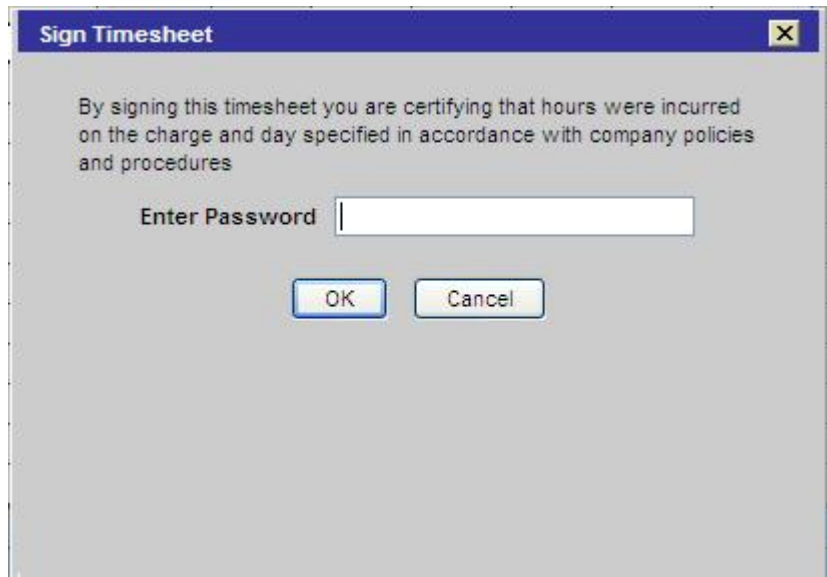 Sign Timesheet
By signing this timesheet you are certifying that hours were incurred
on the charge and day specified in accordance with company policies
and procedures
Enter Password
OK Cancel